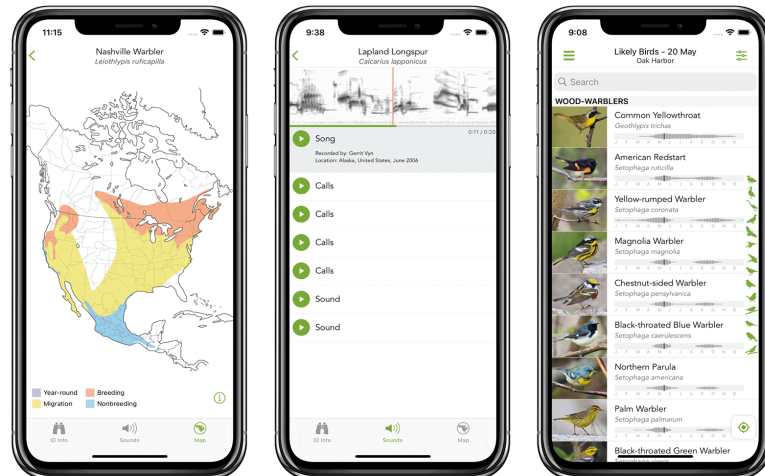 11:15
Nashville Warbler
Leiothlypis ruficapilla
Year-round
Breeding
Migration
Nonbreeding
ID Info
Sounds
Map
9:38
Lapland Longspur
Calcarius lapponicus
0:11 / 0:20
Song
Recorded by: Gerrit Vyn
Location: Alaska, United States, June 2006
Calls
Calls
Calls
Calls
Sound
Sound
ID Info
Sounds
Map
9:08
Likely Birds - 20 May
Oak Harbor
Search
WOOD-WARBLERS
Common Yellowthroat
Geothlypis trichas
J F M A M J J A S O N D
American Redstart
Setophaga ruticilla
J F M A M J J A S O N D
Yellow-rumped Warbler
Setophaga coronata
J F M A M J J A S O N D
Magnolia Warbler
Setophaga magnolia
J F M A M J J A S O N D
Chestnut-sided Warbler
Setophaga pensylvanica
J F M A M J J A S O N D
Black-throated Blue Warbler
Setophaga caerulescens
J F M A M J J A S O N D
Northern Parula
Setophaga americana
J F M A M J J A S O N D
Palm Warbler
Setophaga palmarum
J F M A M J J A S O N D
Black-throated Green Warbler
Setophaga virens